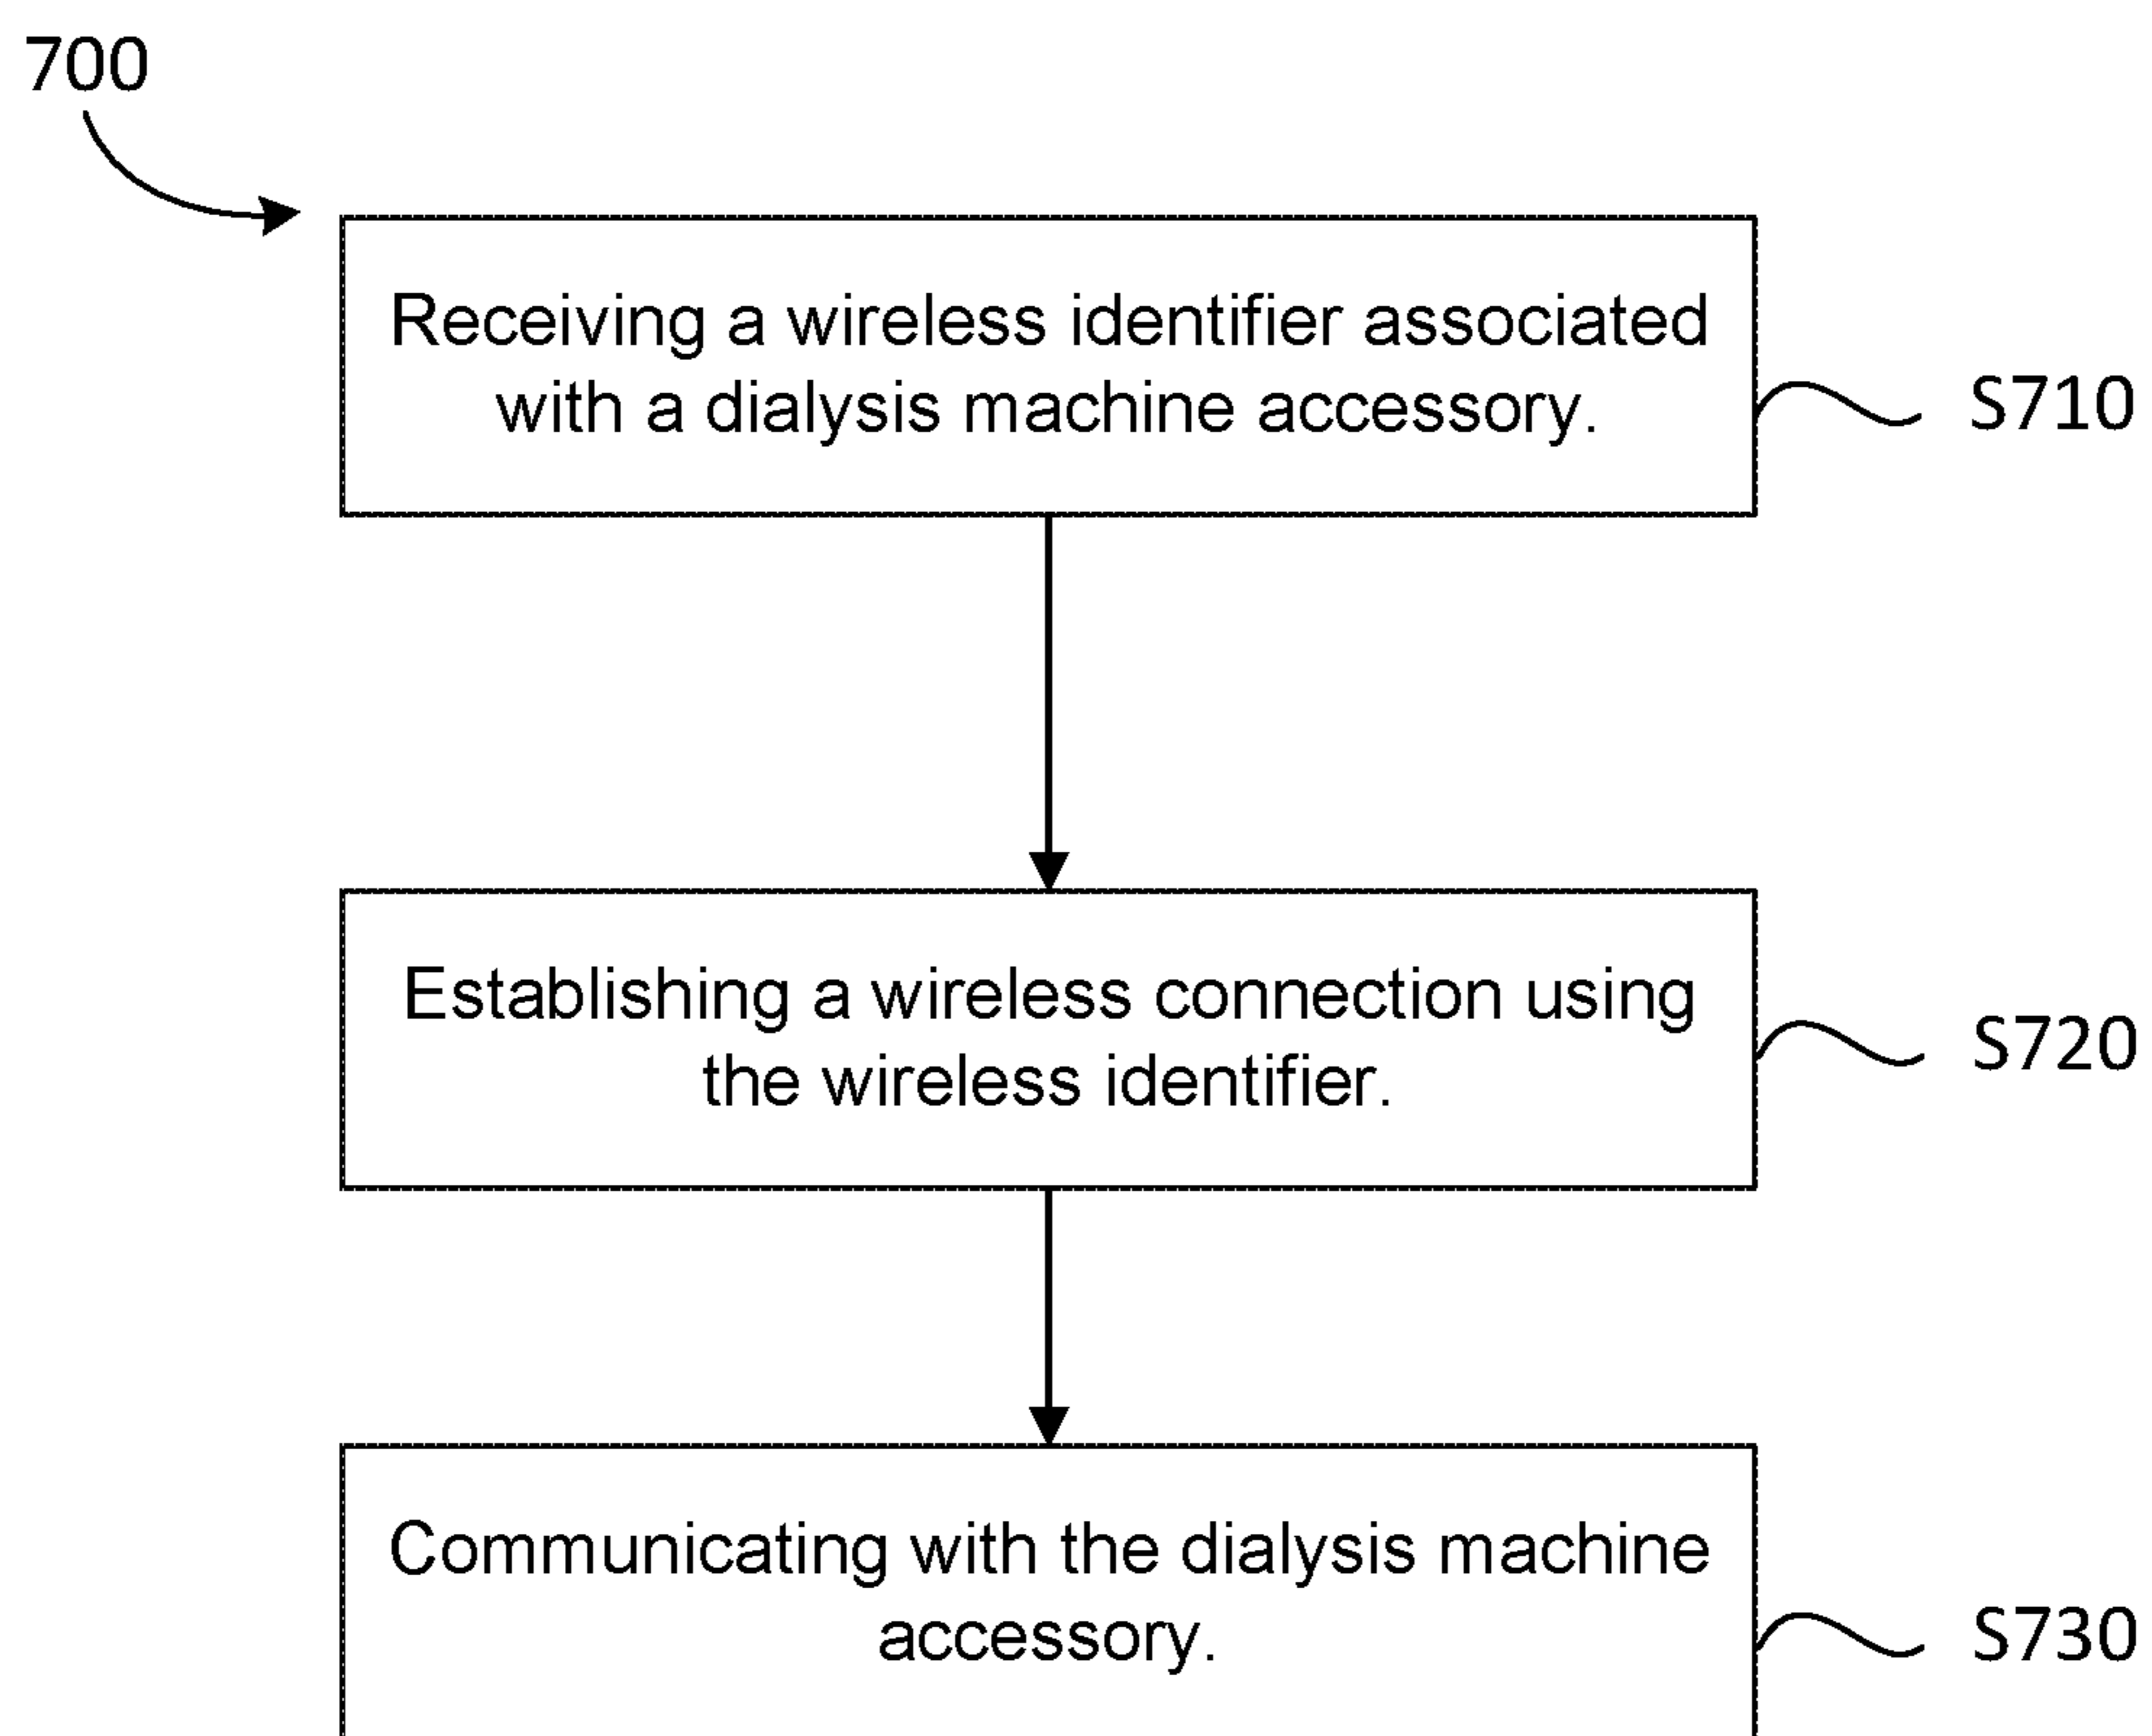 700
Receiving a wireless identifier associated
with a dialysis machine accessory.
S710
Establishing a wireless connection using
the wireless identifier.
S720
Communicating with the dialysis machine
accessory.
S730